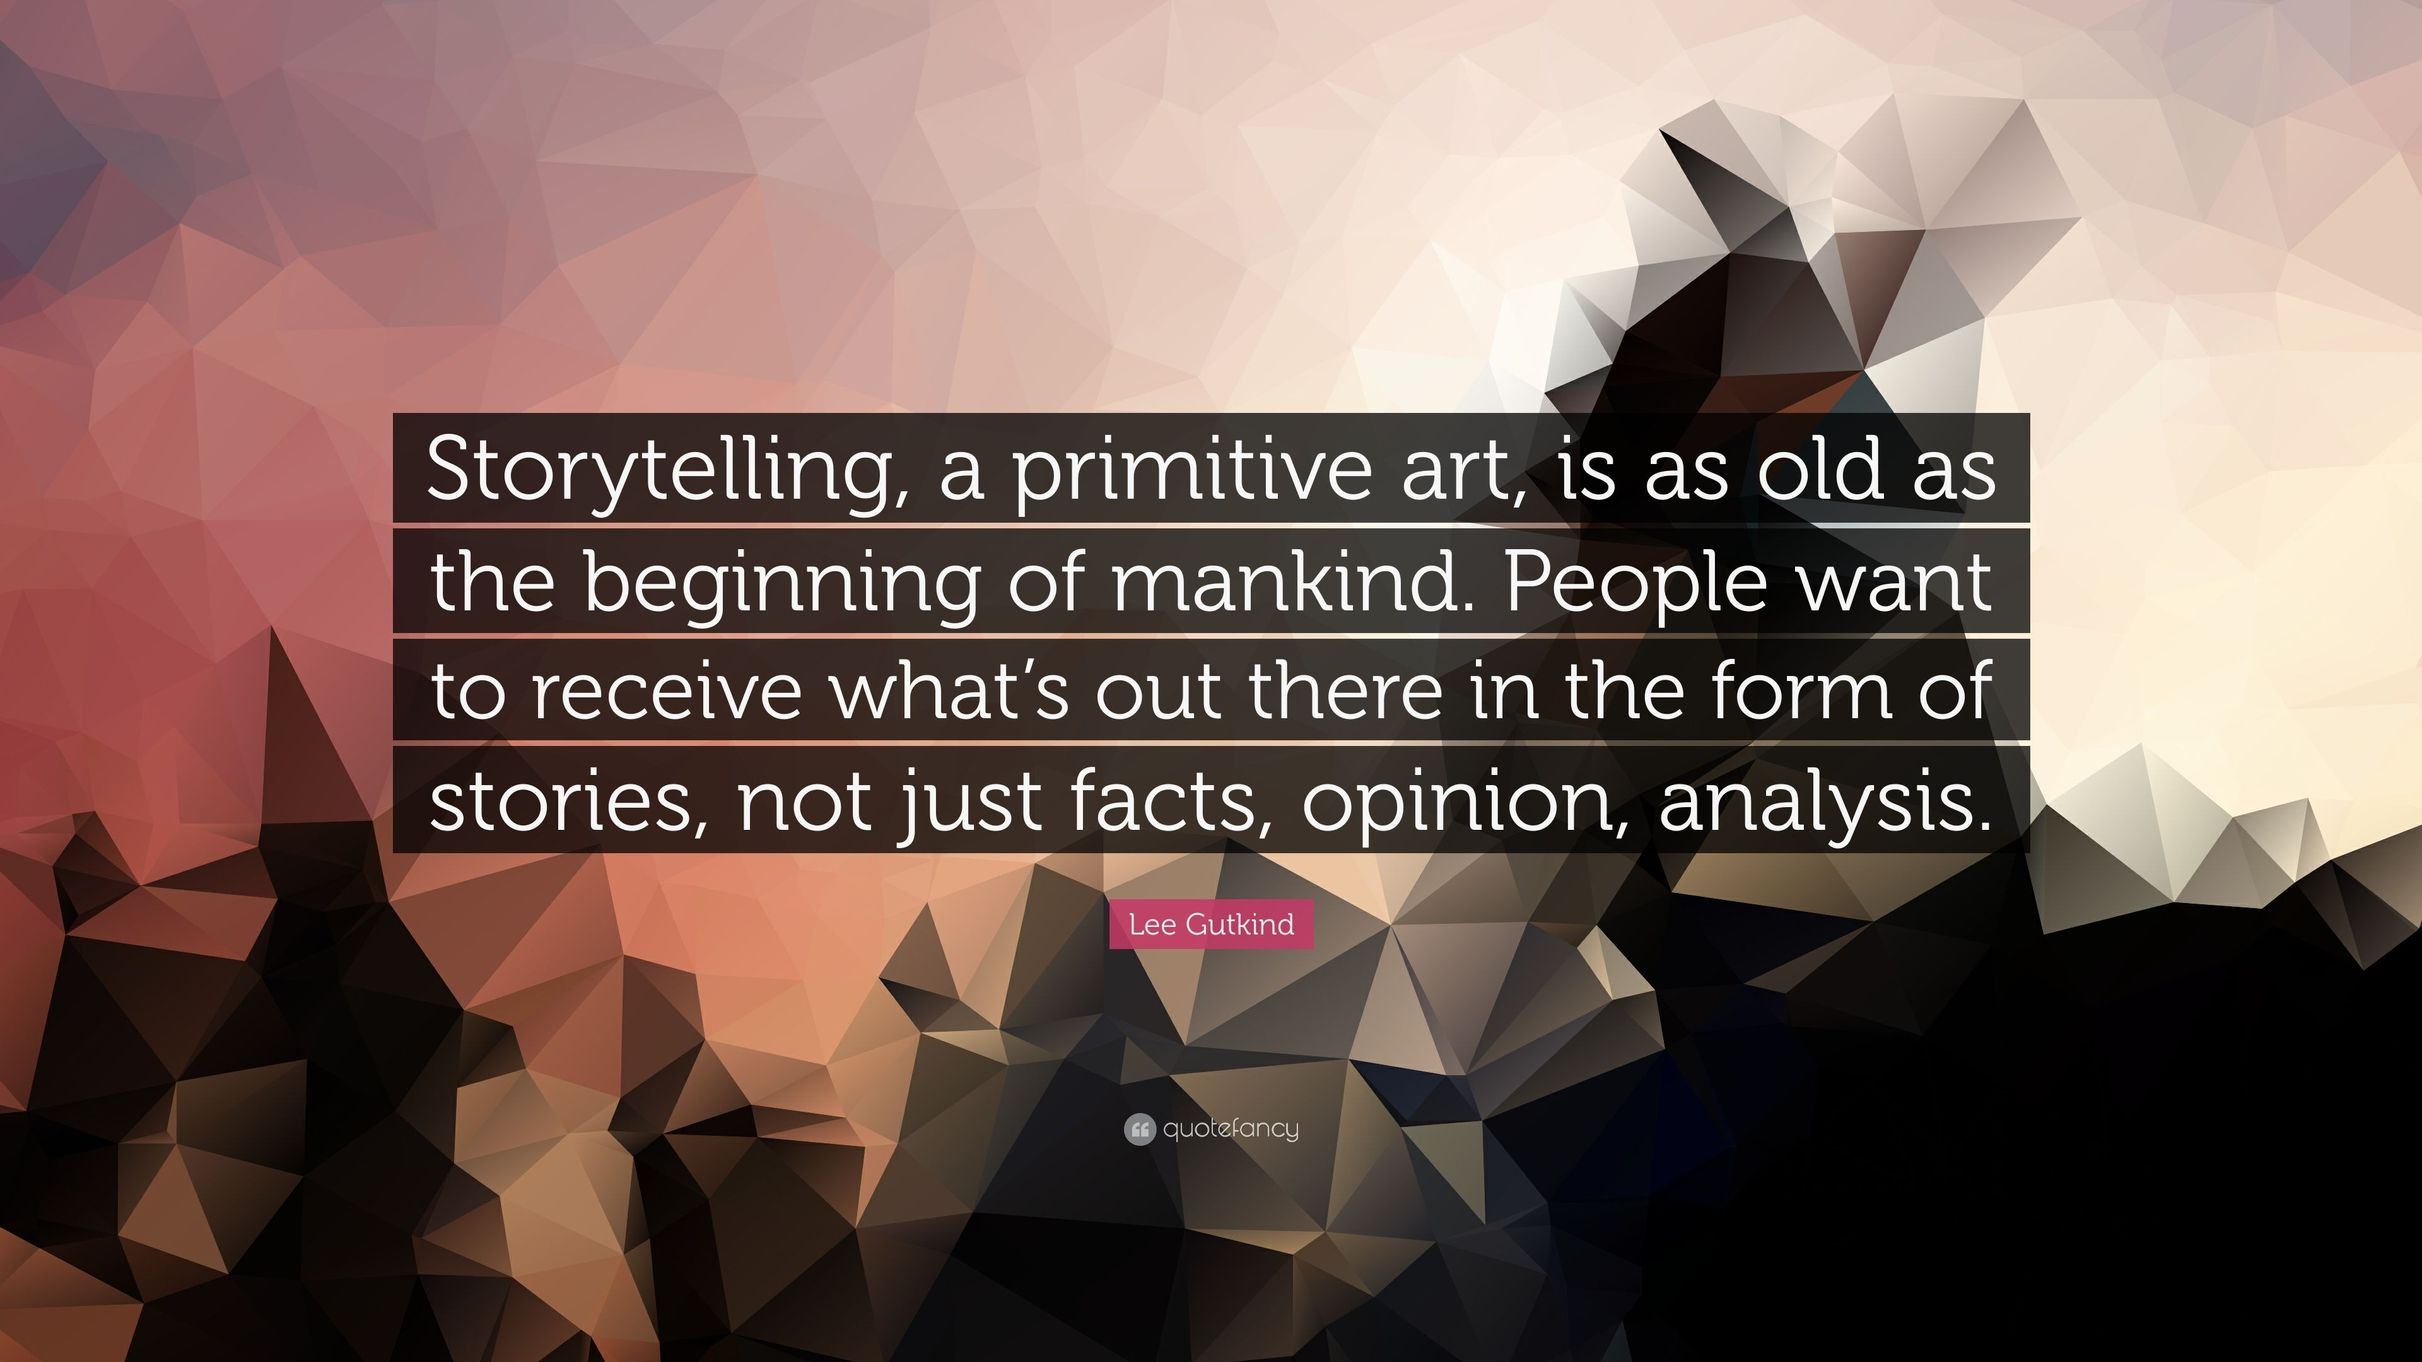 Storytelling, a primitive art, is as old as
the beginning of mankind. People want
to receive what’s out there in the form of
stories, not just facts, opinion, analysis.
Lee Gutkind
quotefancy